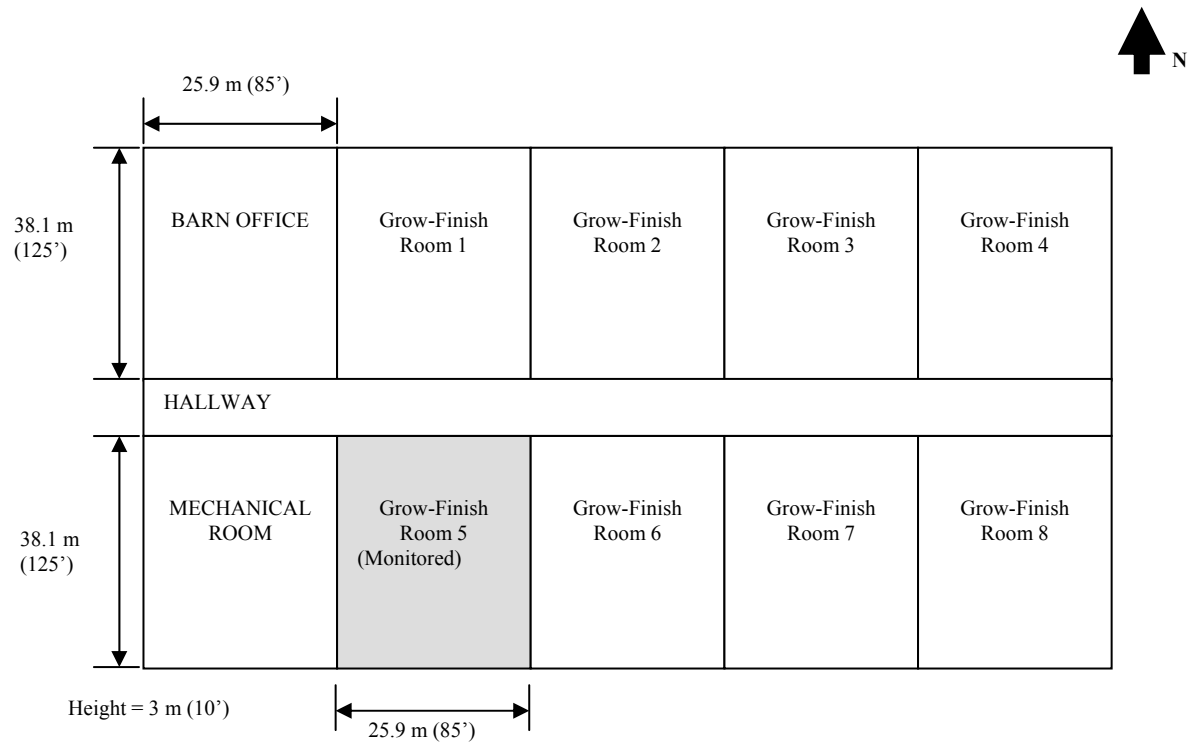 N
25.9 m (85’)
38.1 m
(125’)
BARN OFFICE
Grow-Finish
Room 1
Grow-Finish
Room 2
Grow-Finish
Room 3
Grow-Finish
Room 4
HALLWAY
38.1 m
(125’)
MECHANICAL
ROOM
Grow-Finish
Room 5
(Monitored)
Grow-Finish
Room 6
Grow-Finish
Room 7
Grow-Finish
Room 8
Height = 3 m (10’)
25.9 m (85’)